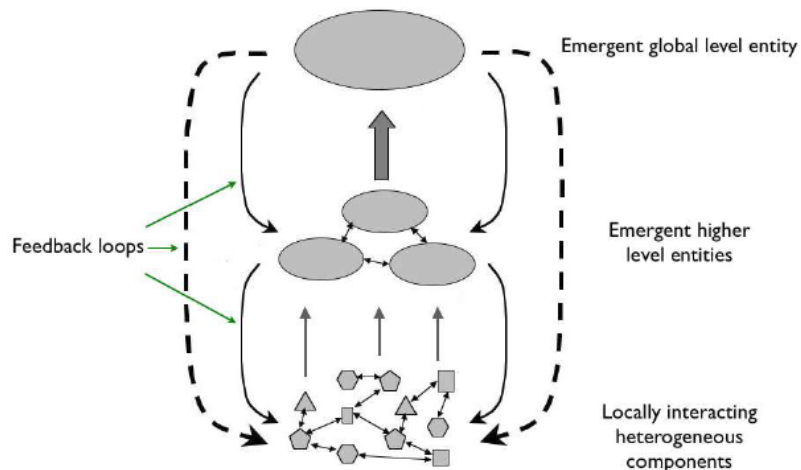 Emergent global level entity
Feedback loops
Emergent higher
level entities
Locally interacting
heterogeneous
components